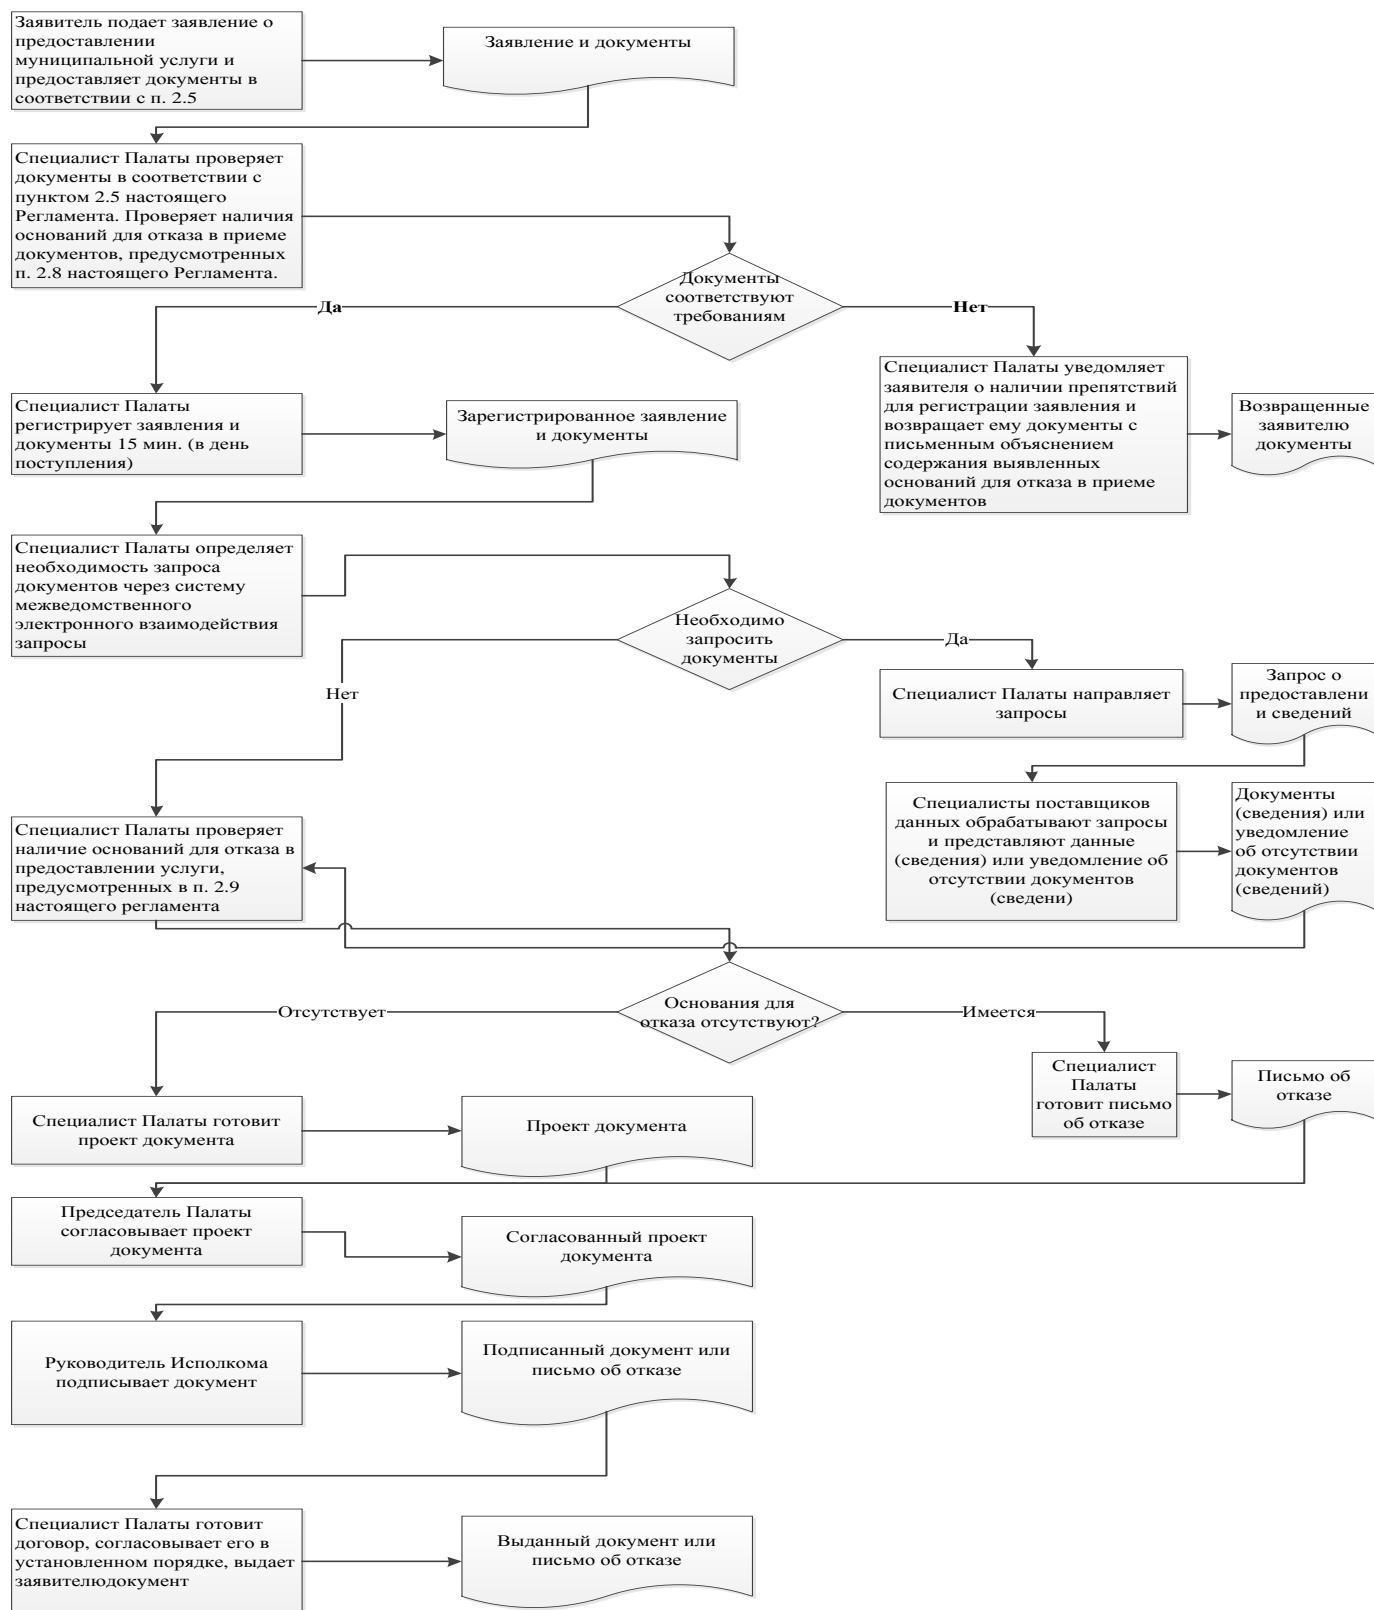 Заявитель подает заявление о
предоставлении
муниципальной услуги и
предоставляет документы в
соответствии с п. 2.5
Заявление и документы
Специалист Палаты проверяет
документы в соответствии с
пунктом 2.5 настоящего
Регламента. Проверяет наличия
оснований для отказа в приеме
документов, предусмотренных
п. 2.8 настоящего Регламента.
Документы
соответствуют
требованиям
Да
Нет
Специалист Палаты
регистрирует заявления и
документы 15 мин. (в день
поступления)
Зарегистрированное заявление
и документы
Специалист Палаты уведомляет
заявителя о наличии препятствий
для регистрации заявления и
возвращает ему документы с
письменным объяснением
содержания выявленных
оснований для отказа в приеме
документов
Возвращенные
заявителю
документы
Специалист Палаты определяет
необходимость запроса
документов через систему
межведомственного
электронного взаимодействия
запросы
Необходимо
запросить
документы
Да
Нет
Специалист Палаты направляет
запросы
Запрос о
предоставлени
и сведений
Специалисты поставщиков
данных обрабатывают запросы
и представляют данные
(сведения) или уведомление об
отсутствии документов
(сведени)
Документы
(сведения) или
уведомление
об отсутствии
документов
(сведений)
Специалист Палаты проверяет
наличие оснований для отказа в
предоставлении услуги,
предусмотренных в п. 2.9
настоящего регламента
Основания для
отказа отсутствуют?
Отсутствует
Имеется
Специалист
Палаты
готовит письмо
об отказе
Письмо об
отказе
Специалист Палаты готовит
проект документа
Проект документа
Председатель Палаты
согласовывает проект
документа
Согласованный проект
документа
Руководитель Исполкома
подписывает документ
Подписанный документ или
письмо об отказе
Специалист Палаты готовит
договор, согласовывает его в
установленном порядке, выдает
заявителюдокумент
Выданный документ или
письмо об отказе